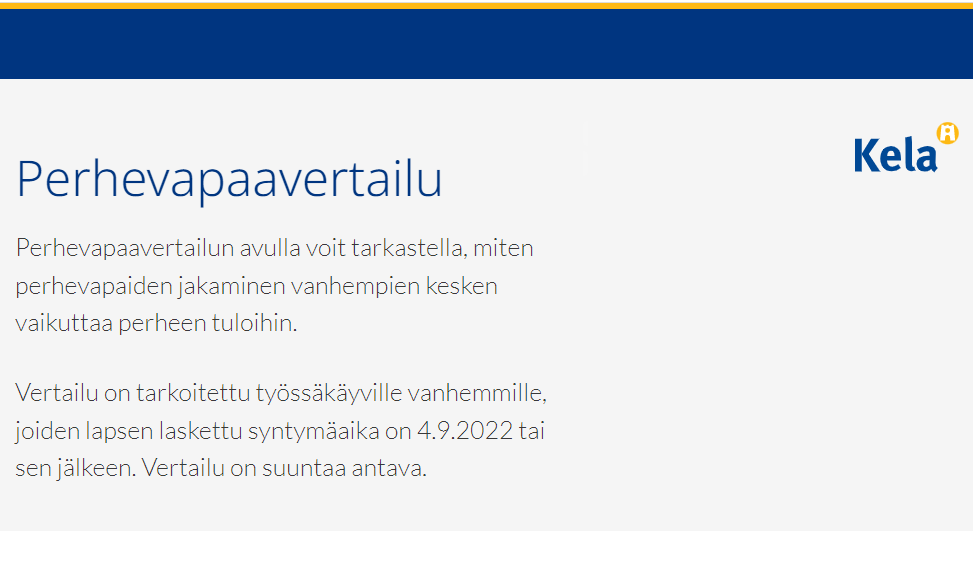 Kela
Perhevapaavertailu
Perhevapaavertailun avulla voit tarkastella, miten
perhevapaiden jakaminen vanhempien kesken
vaikuttaa perheen tuloihin.
Vertailu on tarkoitettu työssäkäyville vanhemmille,
joiden lapsen laskettu syntymäaika on 4.9.2022 tai
sen jälkeen. Vertailu on suuntaa antava.